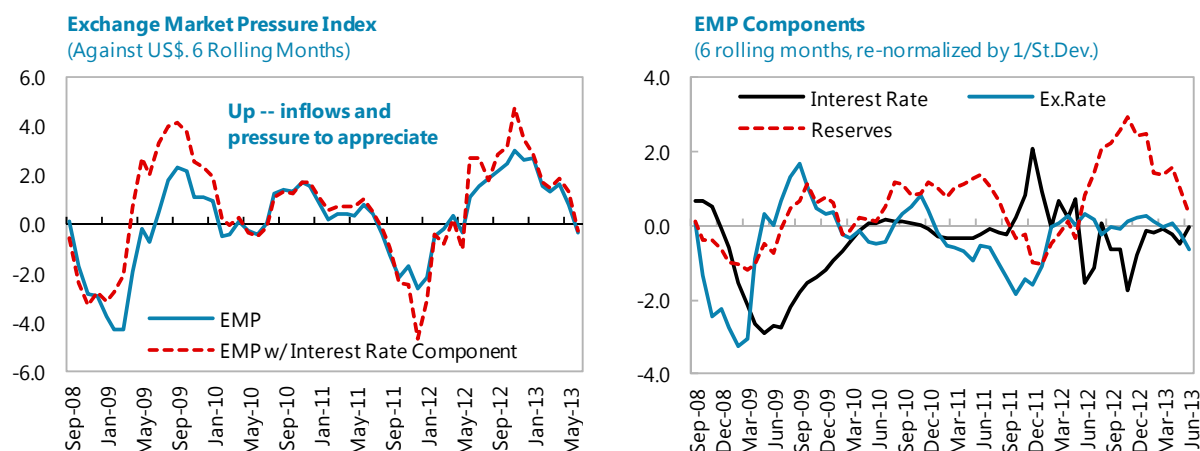 Exchange Market Pressure Index
(Against US$. 6 Rolling Months)
6.0
4.0
2.0
0.0
-2.0
-4.0
-6.0
Up -- inflows and
pressure to appreciate
EMP
EMP w/ Interest Rate Component
Sep-08
Jan-09
May-09
Sep-09
Jan-10
May-10
Sep-10
Jan-11
May-11
Sep-11
Jan-12
May-12
Sep-12
Jan-13
May-13
EMP Components
(6 rolling months, re-normalized by 1/St.Dev.)
4.0
2.0
0.0
-2.0
-4.0
Interest Rate
Ex.Rate
Reserves
Sep-08
Dec-08
Mar-09
Jun-09
Sep-09
Dec-09
Mar-10
Jun-10
Sep-10
Dec-10
Mar-11
Jun-11
Sep-11
Dec-11
Mar-12
Jun-12
Sep-12
Dec-12
Mar-13
Jun-13